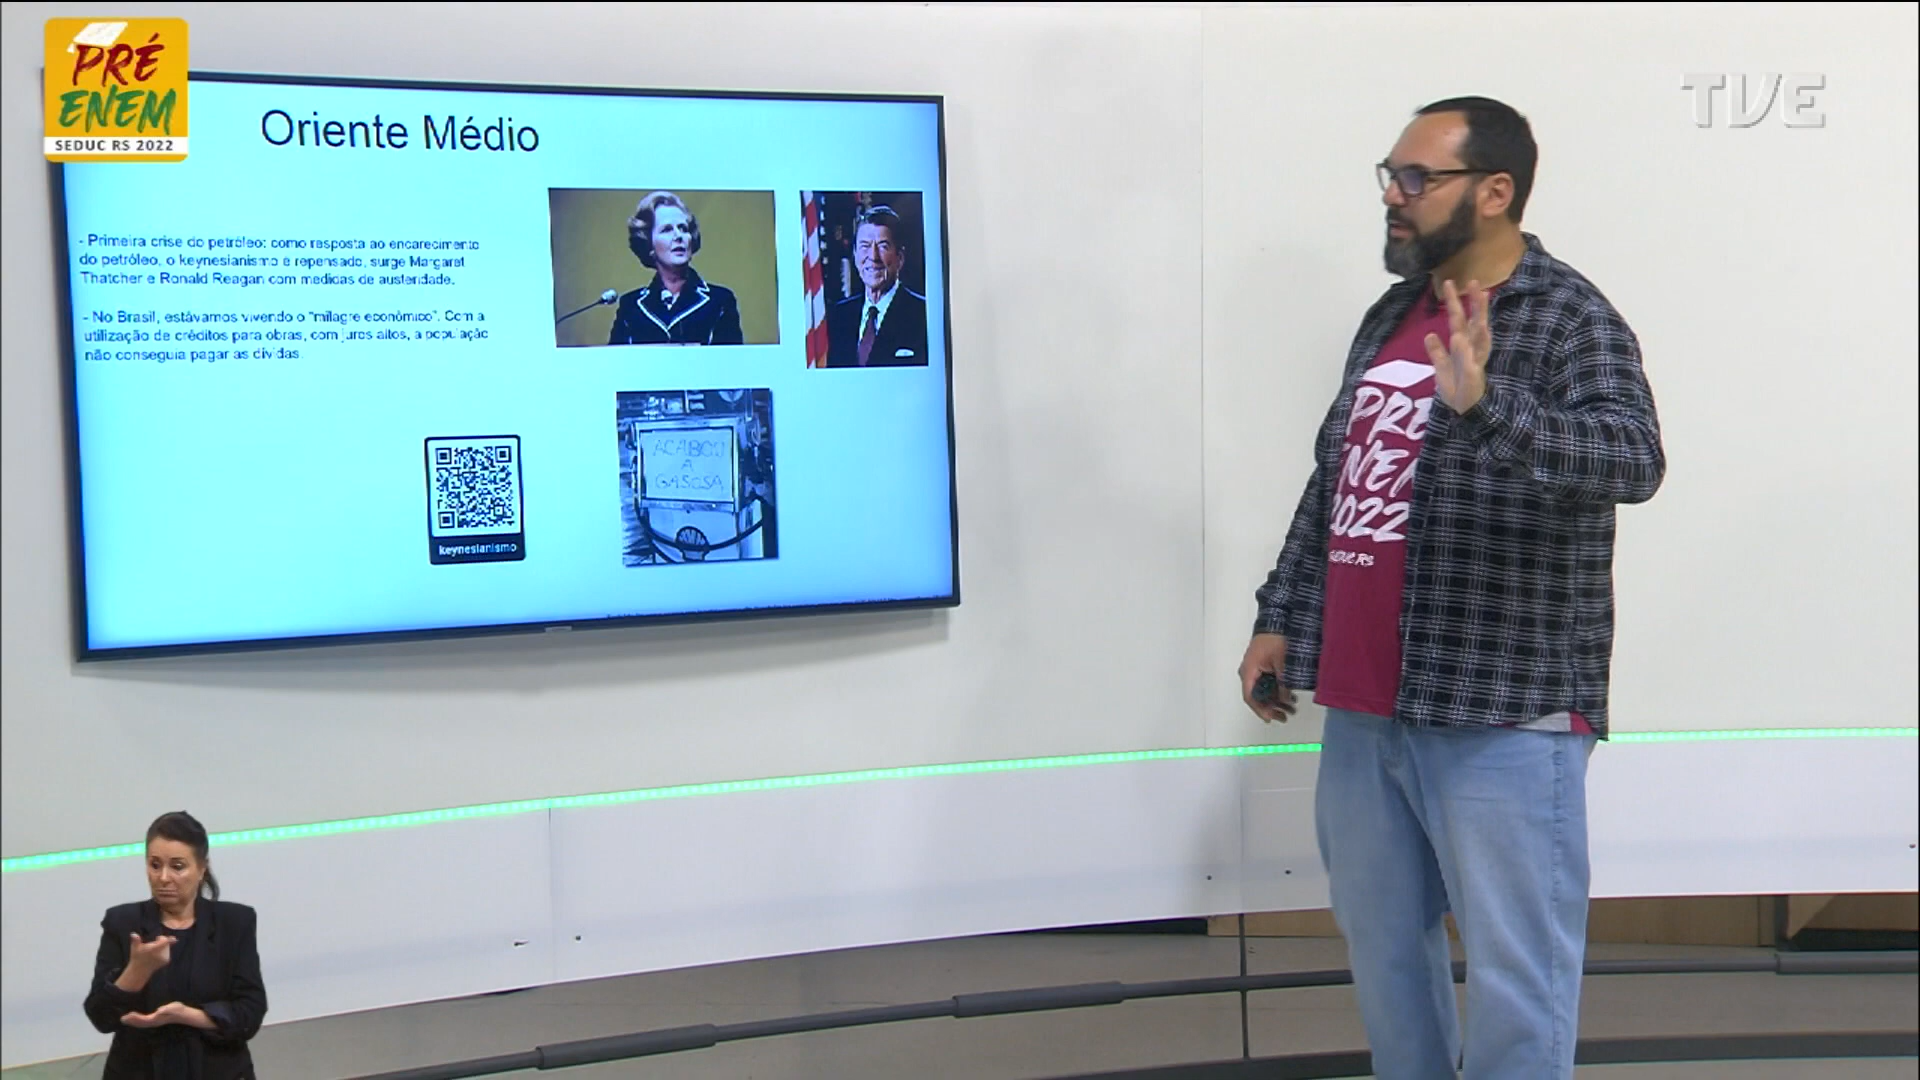 PRÉ
ENEM
SEDUC RS 2022
TVE
Oriente Médio
- Primeira crise do petróleo: como resposta ao encarecimento
do petróleo, o keynesianismo é repensado, surge Margaret
Thatcher e Ronald Reagan com medidas de austeridade.
- No Brasil, estávamos vivendo o "milagre econômico". Com a
utilização de créditos para obras, com juros altos, a população
não conseguia pagar as dívidas.
keynesianismo
ACABOU
A
GASOSA
PRÉ
ENEM
2022
SEDUC RS